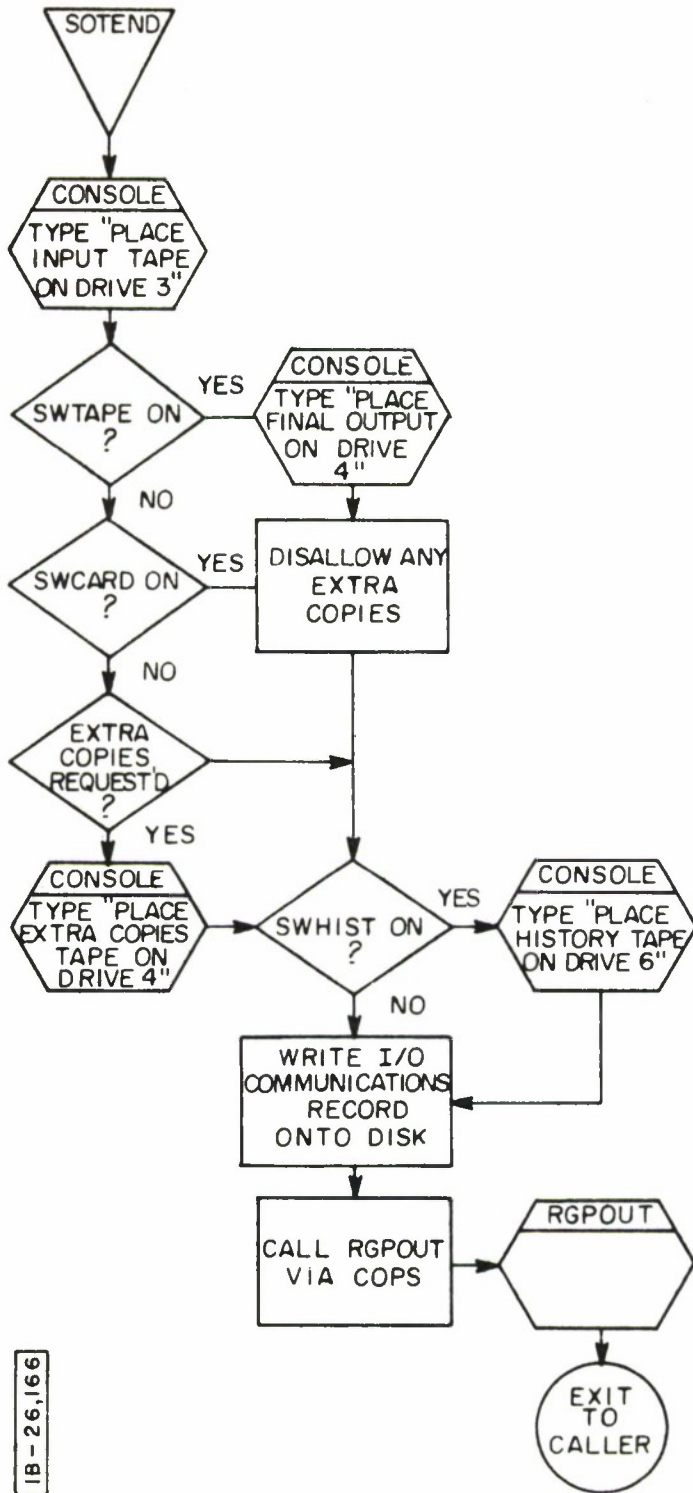 SOTEND
CONSOLE
TYPE "PLACE
INPUT TAPE
ON DRIVE 3"
SWTAPE ON
?
YES
CONSOLE
TYPE "PLACE
FINAL OUTPUT
ON DRIVE
4"
NO
SWCARD ON
?
YES
DISALLOW ANY
EXTRA
COPIES
NO
EXTRA
COPIES
REQUEST'D
?
YES
CONSOLE
TYPE "PLACE
EXTRA COPIES
TAPE ON
DRIVE 4"
SWHIST ON
?
YES
CONSOLE
TYPE "PLACE
HISTORY TAPE
ON DRIVE 6"
NO
WRITE I/O
COMMUNICATIONS
RECORD
ONTO DISK
CALL RGPOUT
VIA COPS
RGPOUT
EXIT
TO
CALLER
IB-26,166